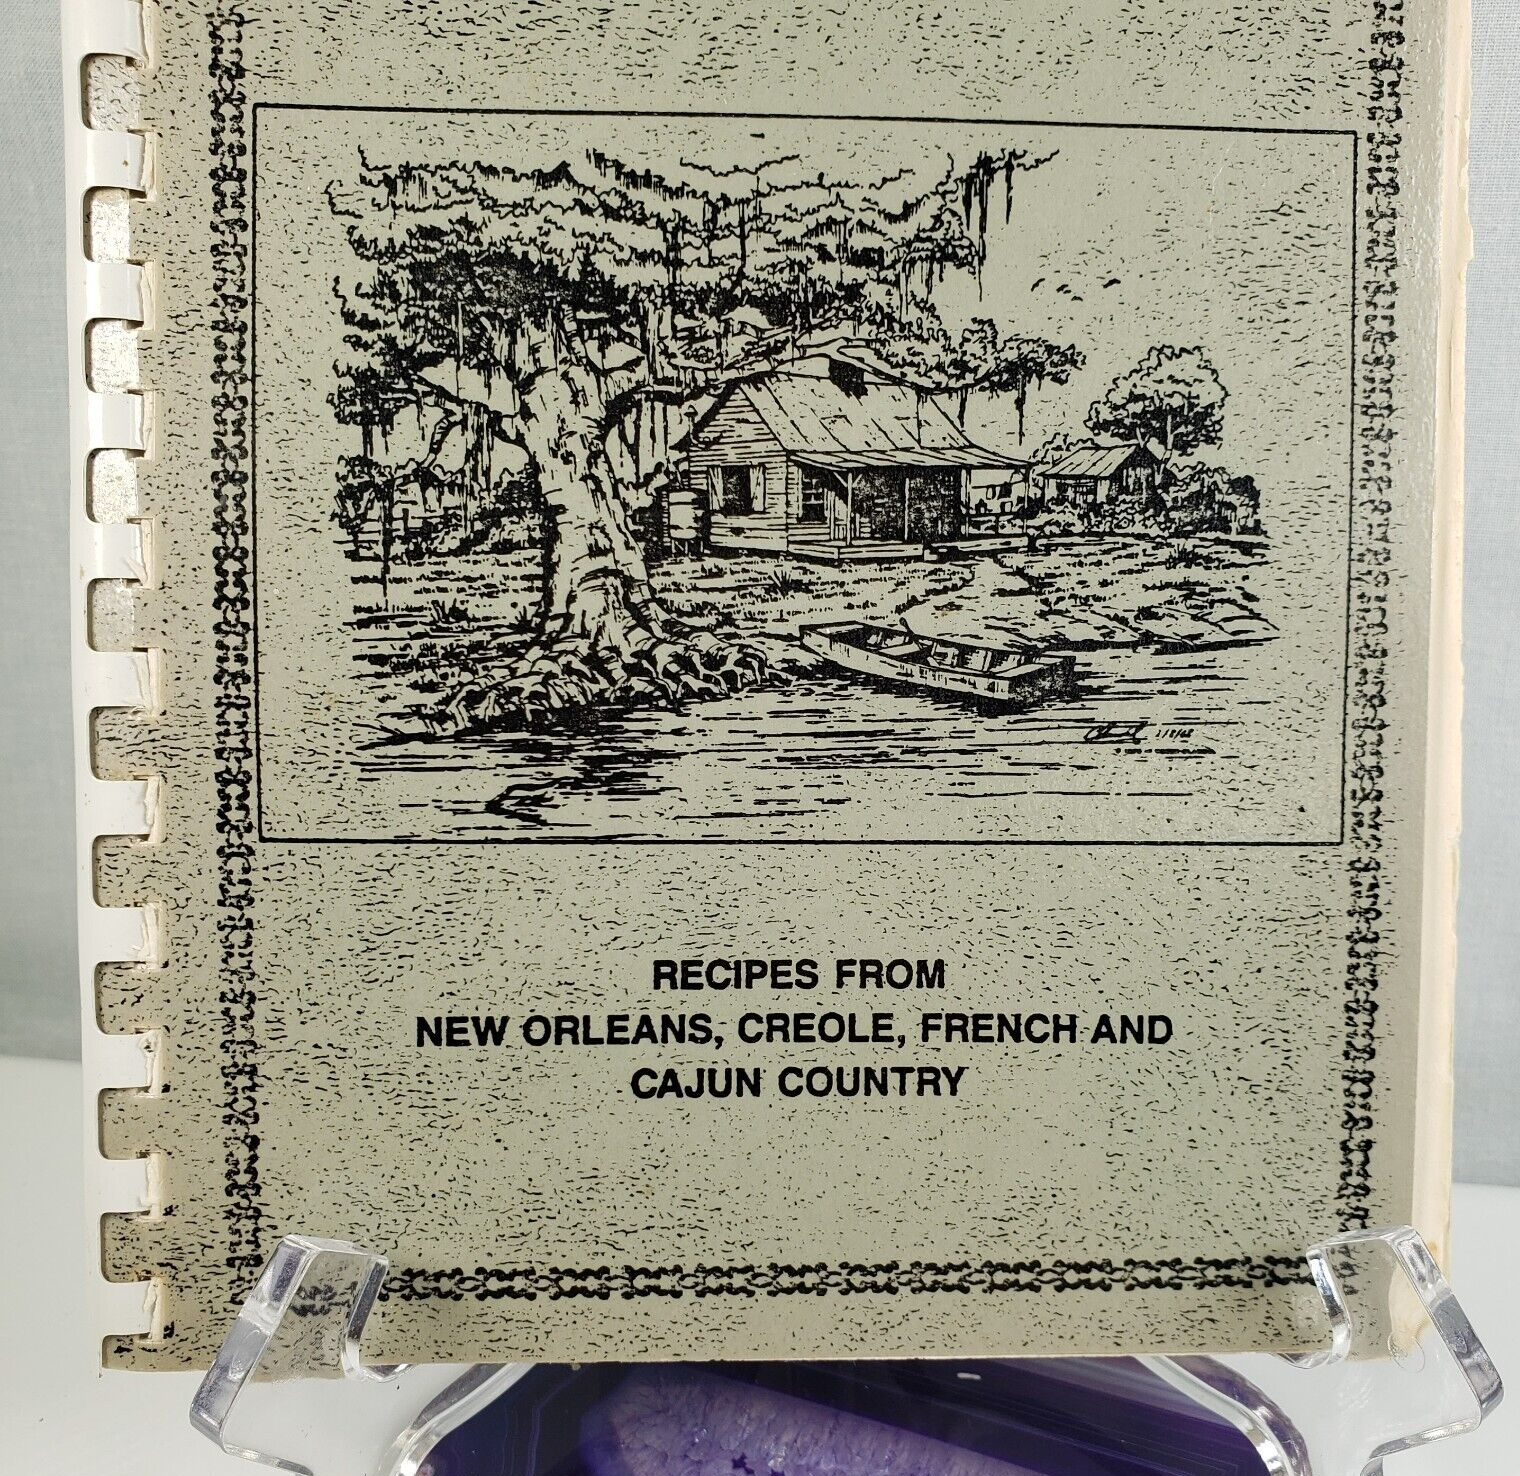 RECIPES FROM
NEW ORLEANS, CREOLE, FRENCH AND
CAJUN COUNTRY